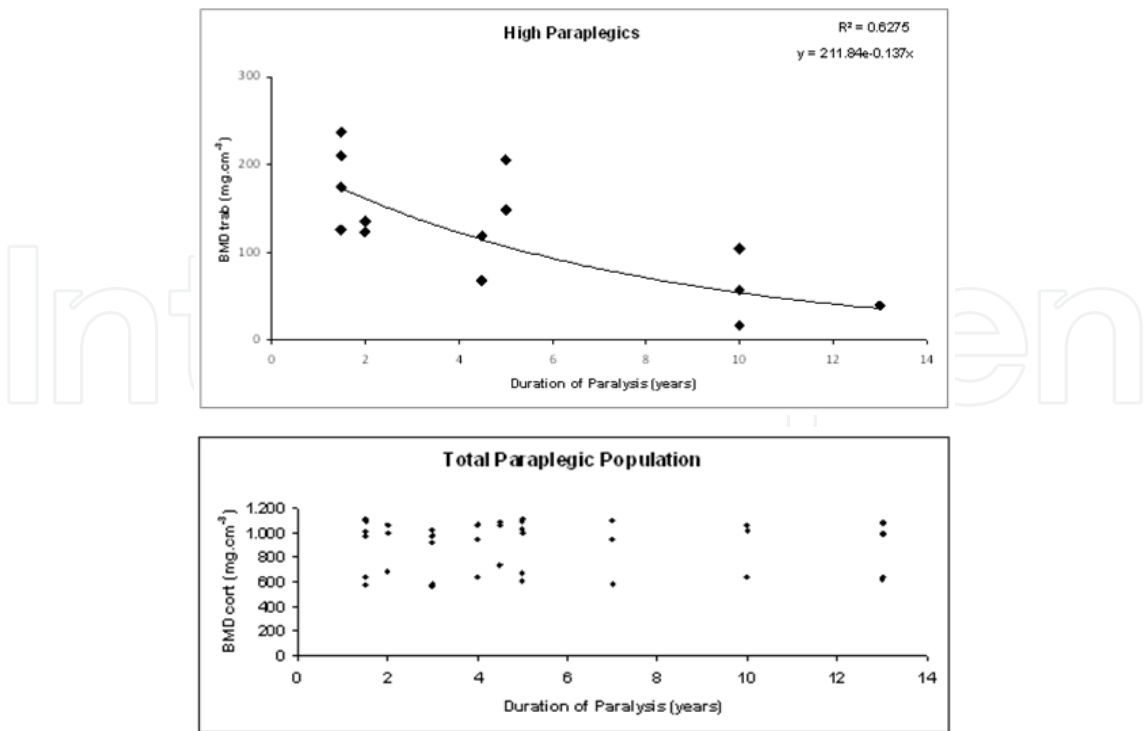 High Paraplegics
R² = 0.6275
y = 211.84e-0.137x
300
200
100
0
BMD trab (mg.cm⁻³)
0 2 4 6 8 10 12 14
Duration of Paralysis (years)
Total Paraplegic Population
1.200
1.000
800
600
400
200
0
BMD cort (mg.cm⁻³)
0 2 4 6 8 10 12 14
Duration of Paralysis (years)